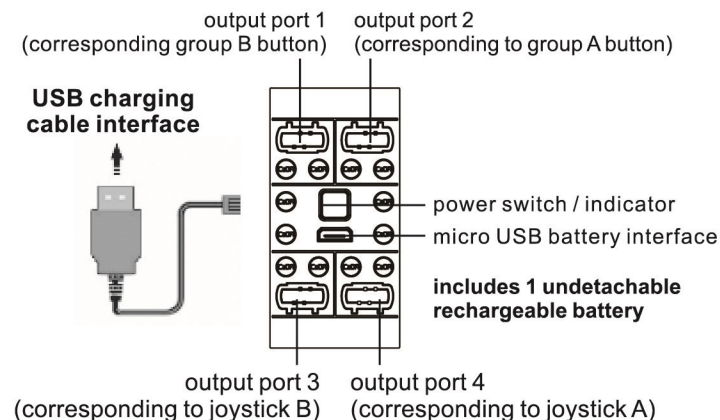 output port 1
(corresponding group B button)
output port 2
(corresponding to group A button)
USB charging
cable interface
power switch / indicator
micro USB battery interface
includes 1 undetachable
rechargeable battery
output port 3
(corresponding to joystick B)
output port 4
(corresponding to joystick A)